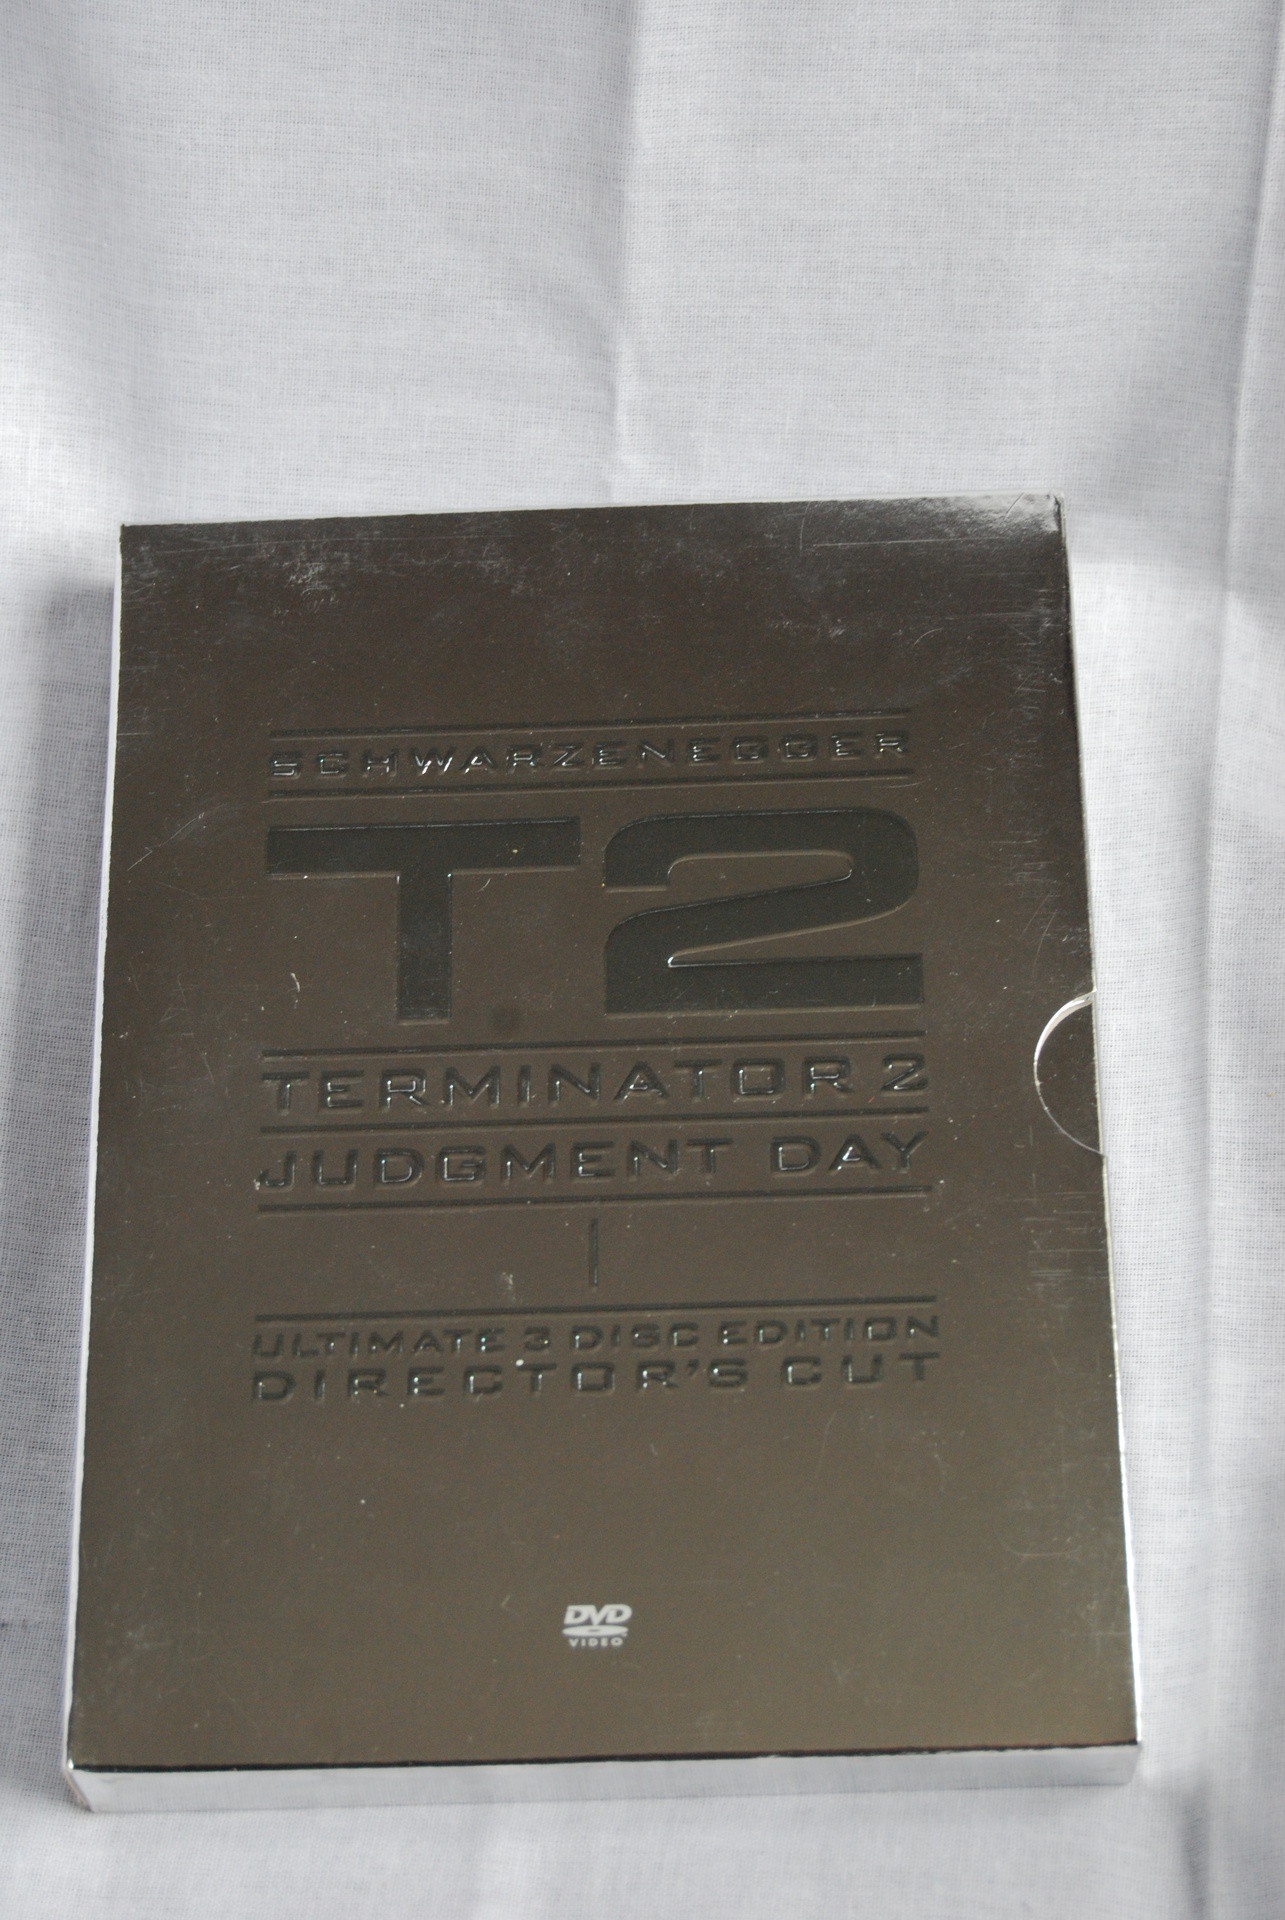 SCHWARZENEGGER
T2
TERMINATOR 2
JUDGMENT DAY
ULTIMATE 3 DISC EDITION
DIRECTOR'S CUT
DVD
VIDEO